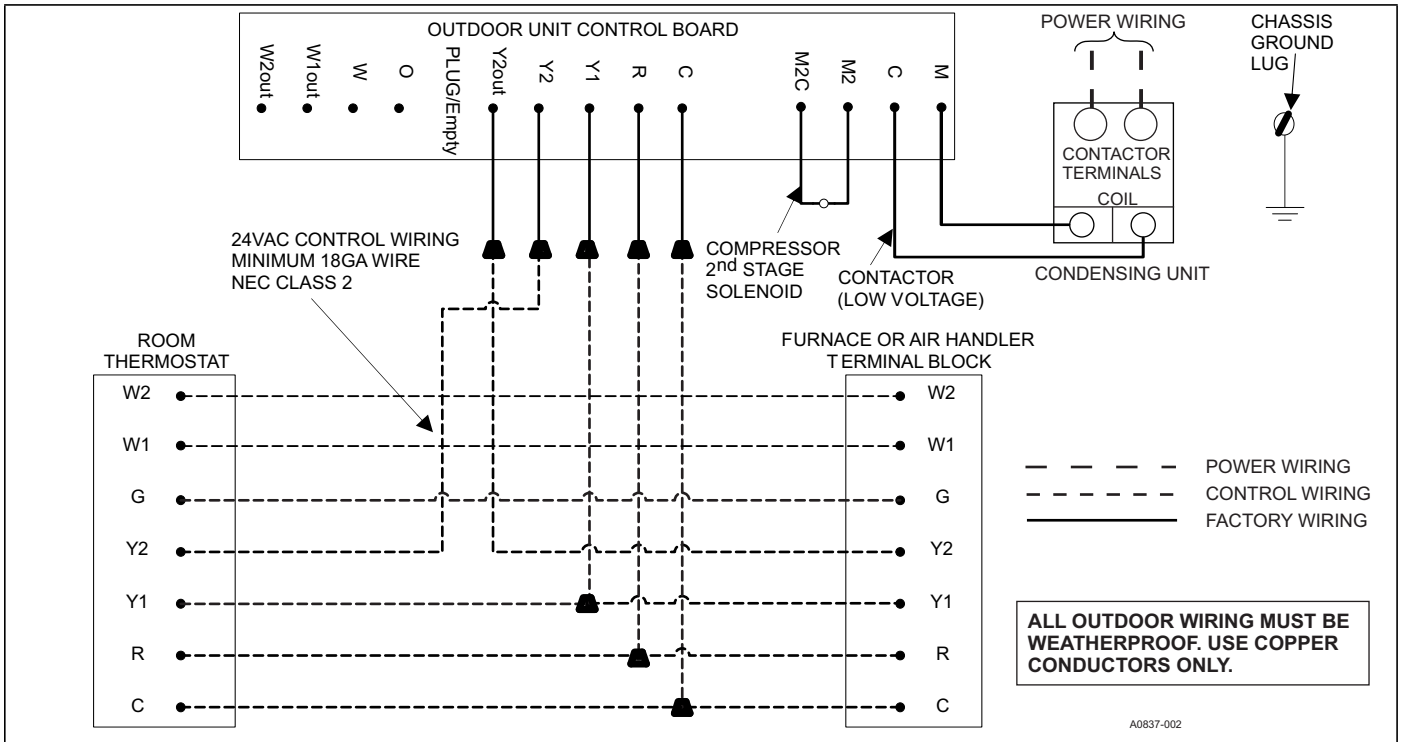 OUTDOOR UNIT CONTROL BOARD
W2out
W1out
W
O
PLUG/Empty
Y2out
Y2
Y1
R
C
M2C
M2
C
M
POWER WIRING
CHASSIS
GROUND
LUG
CONTACTOR
TERMINALS
COIL
CONDENSING UNIT
24VAC CONTROL WIRING
MINIMUM 18GA WIRE
NEC CLASS 2
COMPRESSOR
2nd STAGE
SOLENOID
CONTACTOR
(LOW VOLTAGE)
ROOM
THERMOSTAT
W2
W1
G
Y2
Y1
R
C
FURNACE OR AIR HANDLER
TERMINAL BLOCK
W2
W1
G
Y2
Y1
R
C
POWER WIRING
CONTROL WIRING
FACTORY WIRING
ALL OUTDOOR WIRING MUST BE
WEATHERPROOF. USE COPPER
CONDUCTORS ONLY.
A0837-002